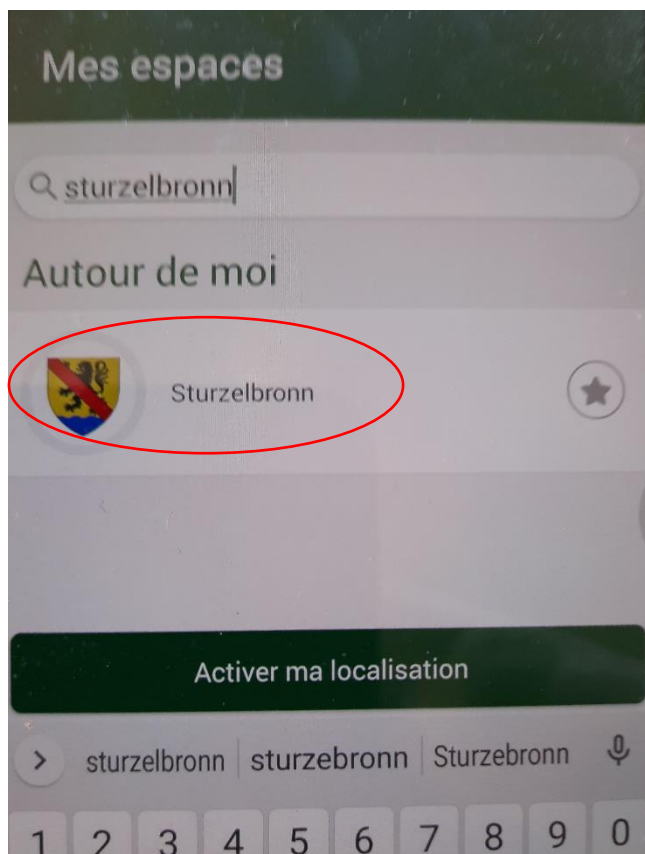 Mes espaces
sturzelbronn
Autour de moi
Sturzelbronn
Activer ma localisation
sturzelbronn sturzebronn Sturzebronn
1 2 3 4 5 6 7 8 9 0